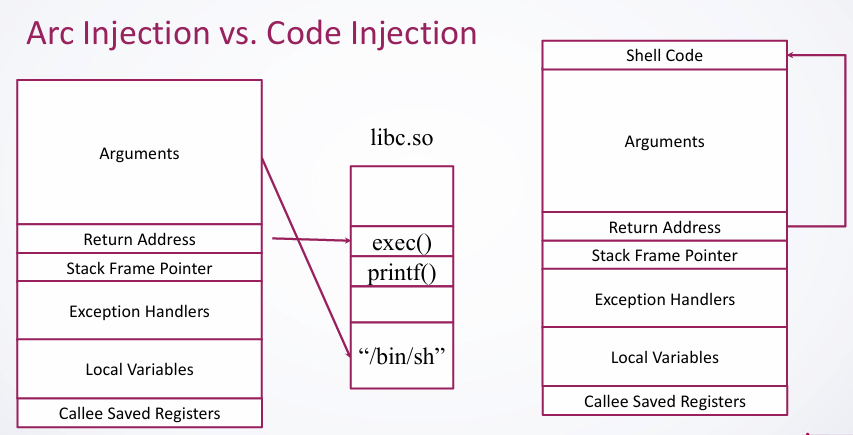 Arc Injection vs. Code Injection
Arguments
Return Address
Stack Frame Pointer
Exception Handlers
Local Variables
Callee Saved Registers
libc.so
exec()
printf()
“/bin/sh”
Shell Code
Arguments
Return Address
Stack Frame Pointer
Exception Handlers
Local Variables
Callee Saved Registers